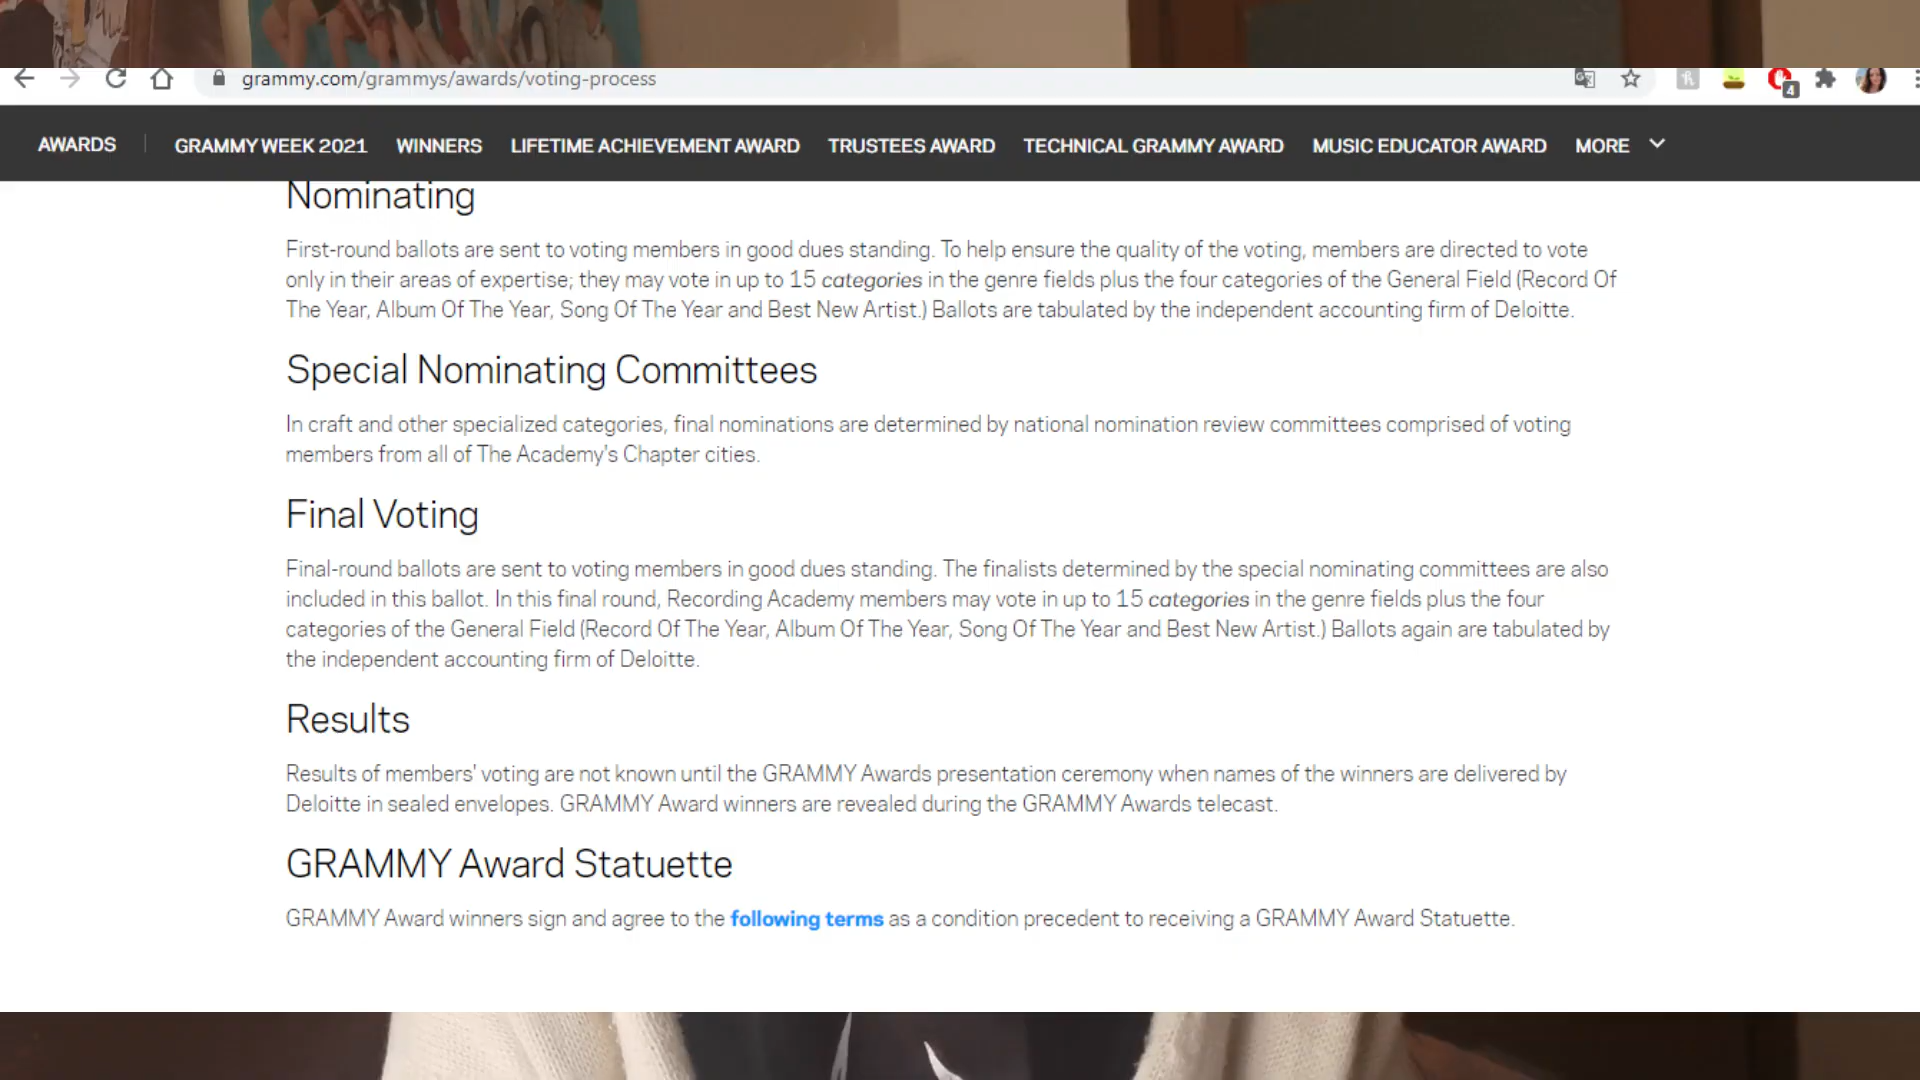 grammy.com/grammys/awards/voting-process
4
AWARDS GRAMMY WEEK 2021 WINNERS LIFETIME ACHIEVEMENT AWARD TRUSTEES AWARD TECHNICAL GRAMMY AWARD MUSIC EDUCATOR AWARD MORE
Nominating
First-round ballots are sent to voting members in good dues standing. To help ensure the quality of the voting, members are directed to vote
only in their areas of expertise; they may vote in up to 15 categories in the genre fields plus the four categories of the General Field (Record Of
The Year, Album Of The Year, Song Of The Year and Best New Artist.) Ballots are tabulated by the independent accounting firm of Deloitte.
Special Nominating Committees
In craft and other specialized categories, final nominations are determined by national nomination review committees comprised of voting
members from all of The Academy's Chapter cities.
Final Voting
Final-round ballots are sent to voting members in good dues standing. The finalists determined by the special nominating committees are also
included in this ballot. In this final round, Recording Academy members may vote in up to 15 categories in the genre fields plus the four
categories of the General Field (Record Of The Year, Album Of The Year, Song Of The Year and Best New Artist.) Ballots again are tabulated by
the independent accounting firm of Deloitte.
Results
Results of members' voting are not known until the GRAMMY Awards presentation ceremony when names of the winners are delivered by
Deloitte in sealed envelopes. GRAMMY Award winners are revealed during the GRAMMY Awards telecast.
GRAMMY Award Statuette
GRAMMY Award winners sign and agree to the following terms as a condition precedent to receiving a GRAMMY Award Statuette.